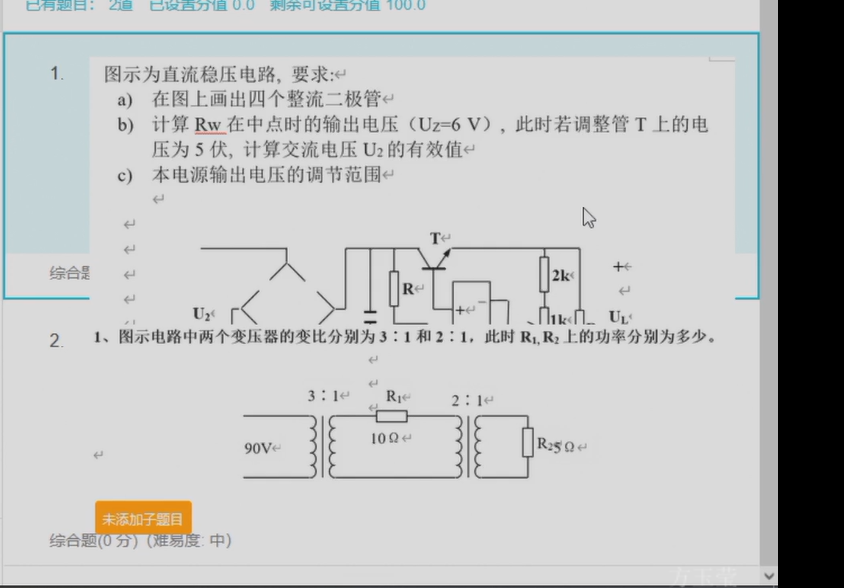 已有题目： 2道 已设置分值 0.0 剩余可设置分值 100.0
1. 图示为直流稳压电路, 要求:
a) 在图上画出四个整流二极管
b) 计算 Rw 在中点时的输出电压（Uz=6 V）, 此时若调整管 T 上的电
压为 5 伏, 计算交流电压 U2 的有效值
c) 本电源输出电压的调节范围
T
R
2k
+
U2
+ −
1k
UL
综合题
2. 1、图示电路中两个变压器的变比分别为 3：1 和 2：1，此时 R1, R2 上的功率分别为多少。
3：1 R1 2：1
90V 10Ω R2 5Ω
未添加子题目
综合题(0 分) (难易度: 中)